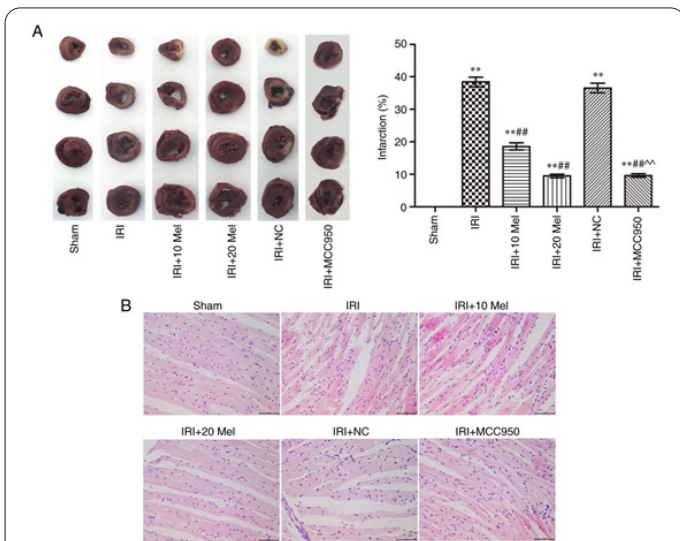 A
Sham
IRI
IRI+10 Mel
IRI+20 Mel
IRI+NC
IRI+MCC950
Infarction (%)
50
40
30
20
10
0
**
**##
**##
**
**##^^
Sham
IRI
IRI+10 Mel
IRI+20 Mel
IRI+NC
IRI+MCC950
B
Sham
IRI
IRI+10 Mel
IRI+20 Mel
IRI+NC
IRI+MCC950